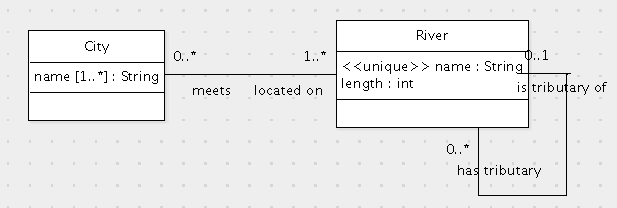 City
name [1..*] : String
0..*
1..*
meets
located on
River
<<unique>> name : String
length : int
0..1
is tributary of
0..*
has tributary